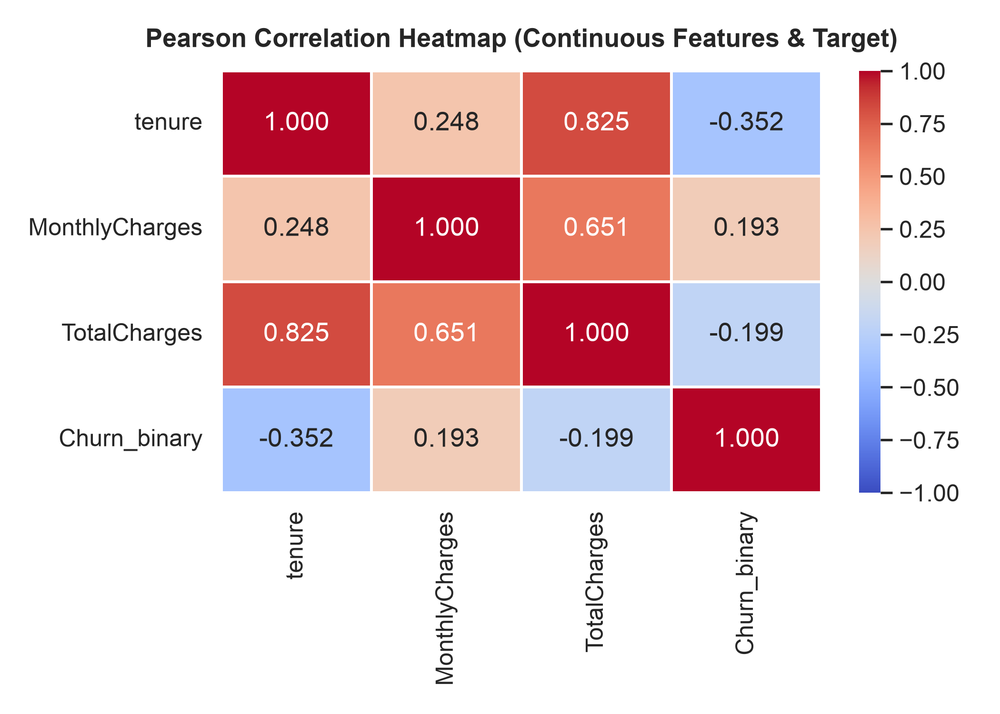 Pearson Correlation Heatmap (Continuous Features & Target)
tenure 1.000 0.248 0.825 -0.352
MonthlyCharges 0.248 1.000 0.651 0.193
TotalCharges 0.825 0.651 1.000 -0.199
Churn_binary -0.352 0.193 -0.199 1.000
tenure
MonthlyCharges
TotalCharges
Churn_binary
1.00
0.75
0.50
0.25
0.00
−0.25
−0.50
−0.75
−1.00